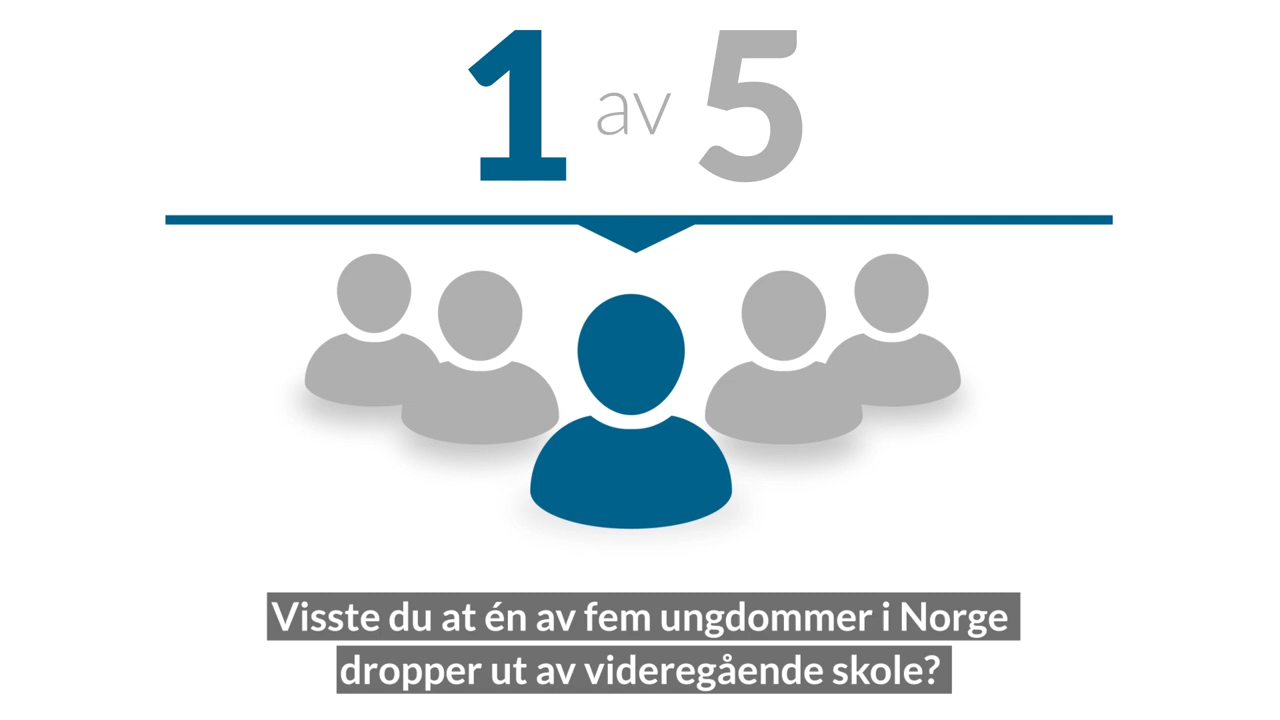 1 av 5
Visste du at én av fem ungdommer i Norge
dropper ut av videregående skole?